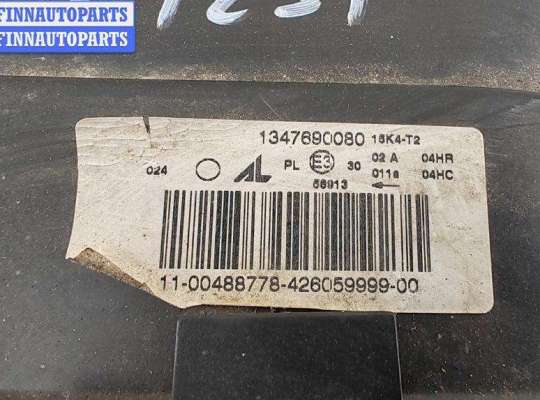 FINNAUTOPARTS
FINNAUTOPARTS
FINNAUTOPARTS
1347690080 15K4-T2
024 AL PL E3 30 02 A 04HR
011a 04HC
56913
11-00488778-426059999-00